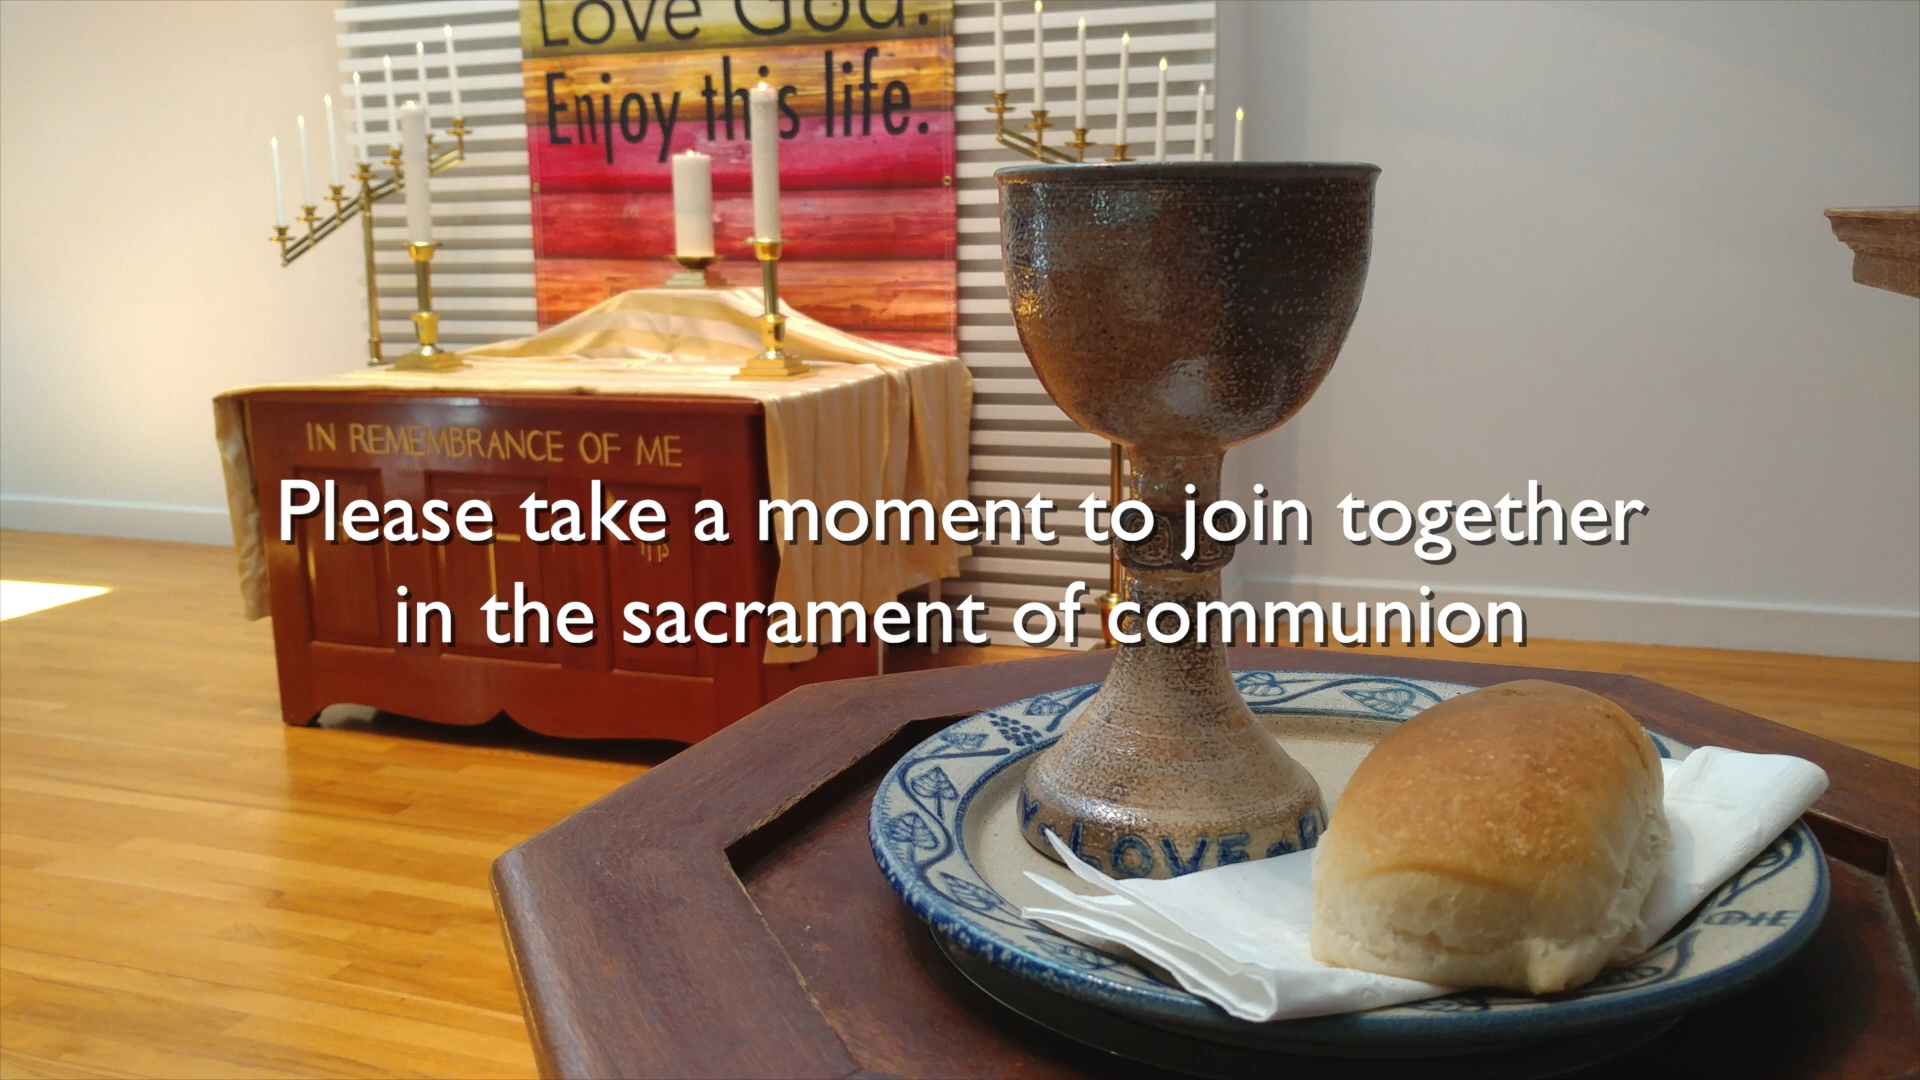 Love God.
Enjoy this life.
IN REMEMBRANCE OF ME
Please take a moment to join together
in the sacrament of communion
LOVE